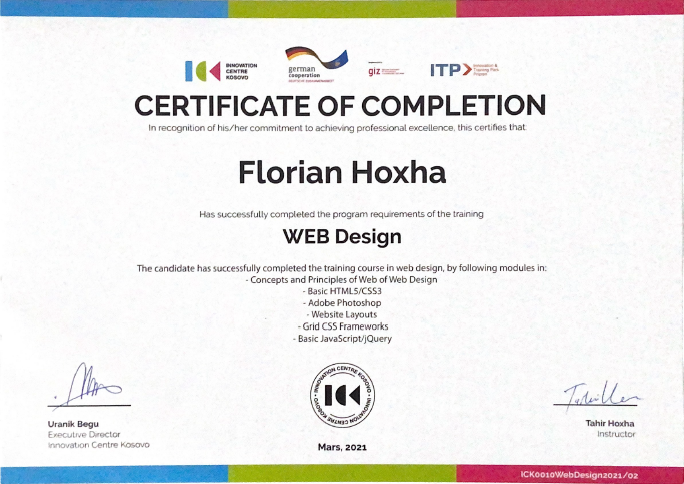 INNOVATION
CENTRE
KOSOVO
german
cooperation
DEUTSCHE ZUSAMMENARBEIT
giz
ITP
Innovation &
Training Park
Prizren
CERTIFICATE OF COMPLETION
In recognition of his/her commitment to achieving professional excellence, this certifies that
Florian Hoxha
Has successfully completed the program requirements of the training
WEB Design
The candidate has successfully completed the training course in web design, by following modules in:
- Concepts and Principles of Web of Web Design
- Basic HTML5/CSS3
- Adobe Photoshop
- Website Layouts
- Grid CSS Frameworks
- Basic JavaScript/jQuery
INNOVATION CENTRE KOSOVO • INNOVATION CENTRE KOSOVO •
ICK
Uranik Begu
Executive Director
Innovation Centre Kosovo
Mars, 2021
Tahir Hoxha
Instructor
ICK0010WebDesign2021/02